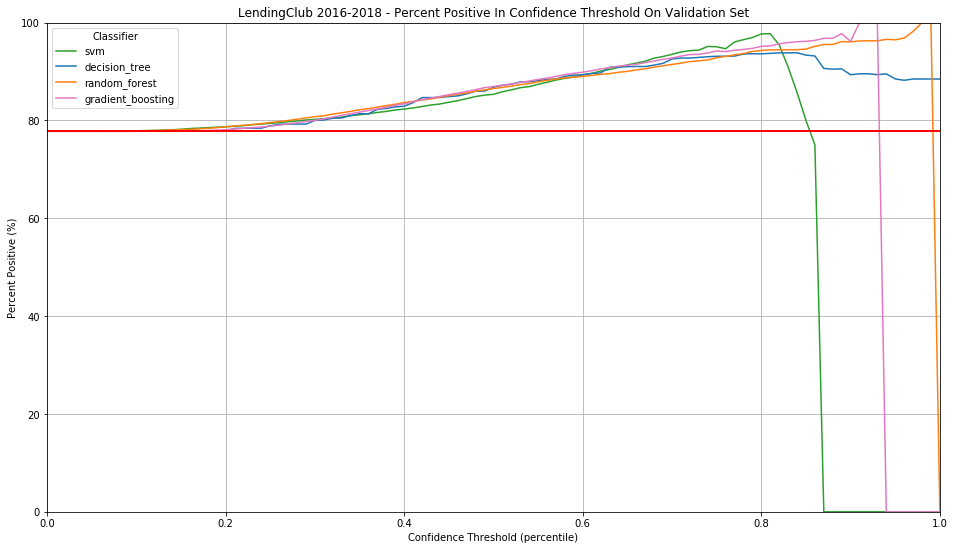 LendingClub 2016-2018 - Percent Positive In Confidence Threshold On Validation Set
Classifier
svm
decision_tree
random_forest
gradient_boosting
Percent Positive (%)
100
80
60
40
20
0
0.0 0.2 0.4 0.6 0.8 1.0
Confidence Threshold (percentile)